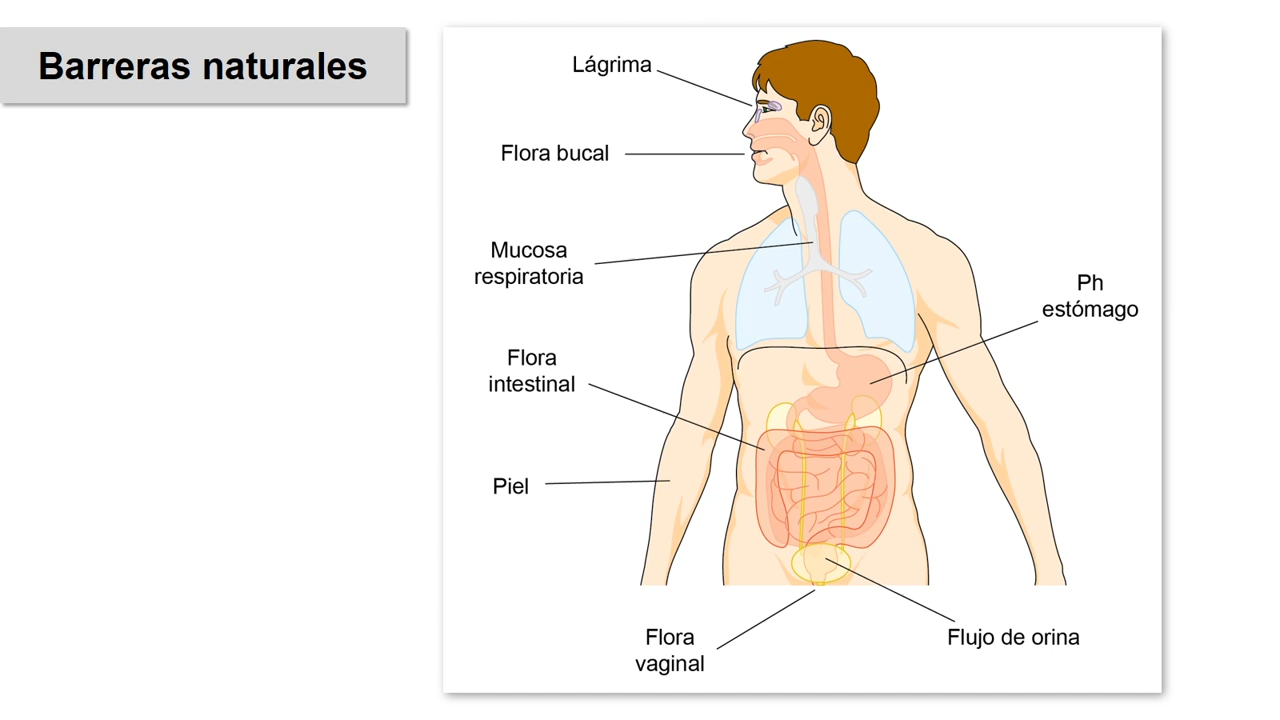 Barreras naturales
Lágrima
Flora bucal
Mucosa
respiratoria
Ph
estómago
Flora
intestinal
Piel
Flora
vaginal
Flujo de orina